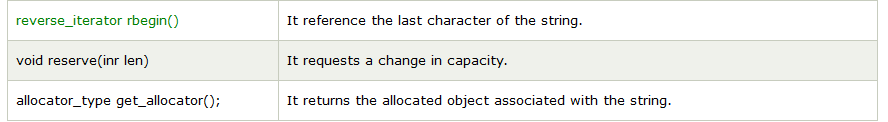 reverse_iterator rbegin() It reference the last character of the string.
void reserve(inr len) It requests a change in capacity.
allocator_type get_allocator(); It returns the allocated object associated with the string.